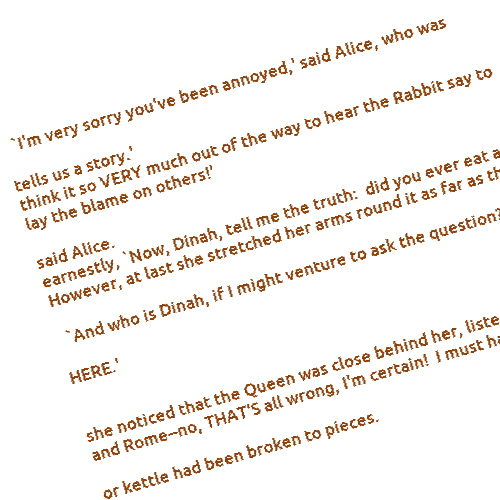 `I'm very sorry you've been annoyed,' said Alice, who was
tells us a story.'
think it so VERY much out of the way to hear the Rabbit say to
lay the blame on others!'
said Alice.
earnestly, `Now, Dinah, tell me the truth: did you ever eat a
However, at last she stretched her arms round it as far as
`And who is Dinah, if I might venture to ask the question?
HERE.'
she noticed that the Queen was close behind her,
and Rome--no, THAT'S all wrong, I'm certain! I must
or kettle had been broken to pieces.